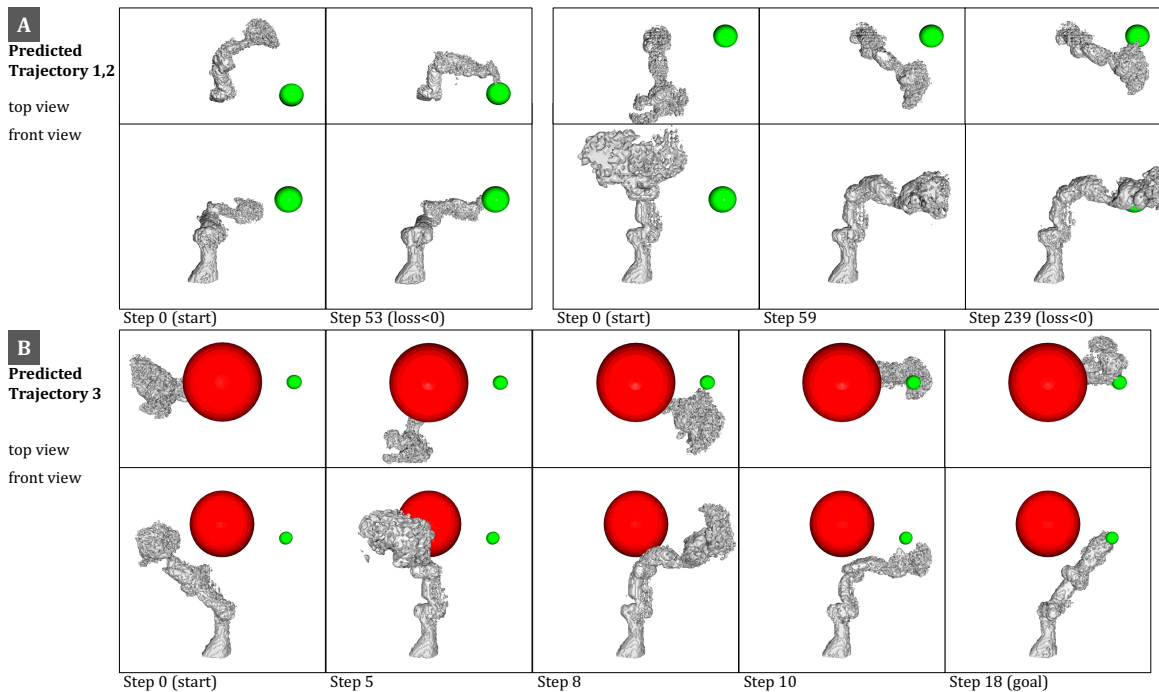 A
Predicted
Trajectory 1,2
top view
front view
Step 0 (start)
Step 53 (loss<0)
Step 0 (start)
Step 59
Step 239 (loss<0)
B
Predicted
Trajectory 3
top view
front view
Step 0 (start)
Step 5
Step 8
Step 10
Step 18 (goal)